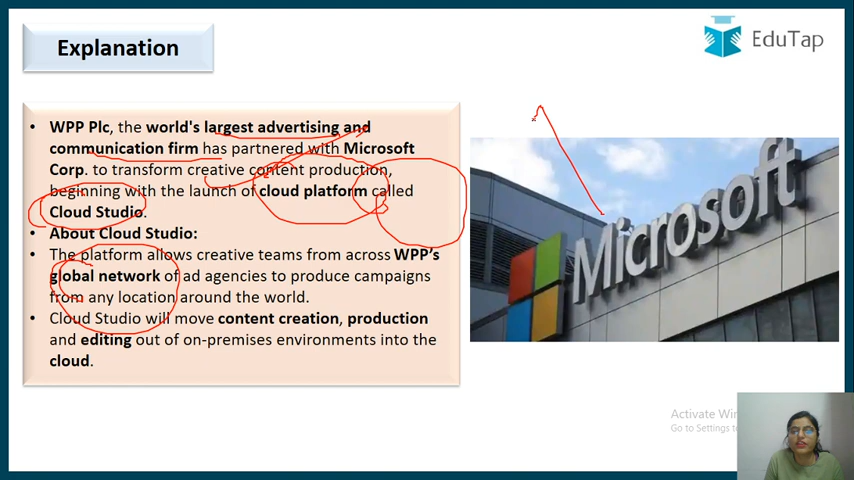 Explanation
EduTap
• WPP Plc, the world's largest advertising and
communication firm has partnered with Microsoft
Corp. to transform creative content production,
beginning with the launch of cloud platform called
Cloud Studio.
• About Cloud Studio:
• The platform allows creative teams from across WPP's
global network of ad agencies to produce campaigns
from any location around the world.
• Cloud Studio will move content creation, production
and editing out of on-premises environments into the
cloud.
Microsoft
Activate Win
Go to Settings to